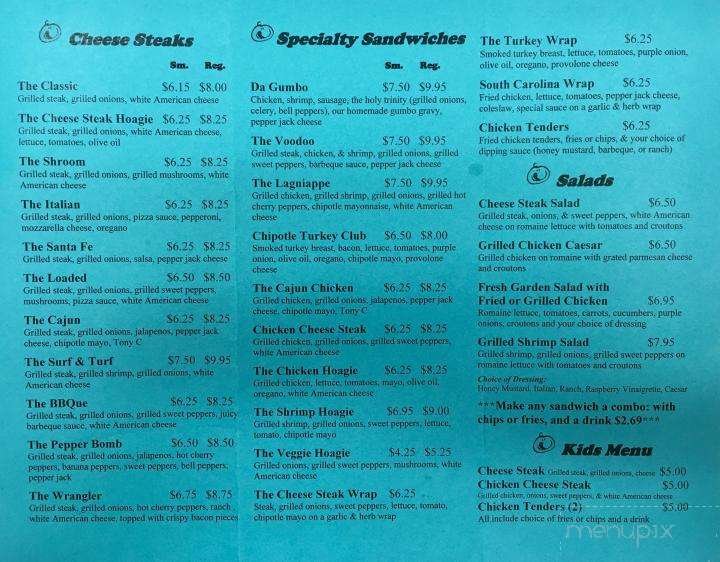 Cheese Steaks
Sm. Reg.
The Classic $6.15 $8.00
Grilled steak, grilled onions, white American cheese
The Cheese Steak Hoagie $6.25 $8.25
Grilled steak, grilled onions, white American cheese,
lettuce, tomatoes, olive oil
The Shroom $6.25 $8.25
Grilled steak, grilled onions, grilled mushrooms, white
American cheese
The Italian $6.25 $8.25
Grilled steak, grilled onions, pizza sauce, pepperoni,
mozzarella cheese, oregano
The Santa Fe $6.25 $8.25
Grilled steak, grilled onions, salsa, pepper jack cheese
The Loaded $6.50 $8.50
Grilled steak, grilled onions, grilled sweet peppers,
mushrooms, pizza sauce, white American cheese
The Cajun $6.25 $8.25
Grilled steak, grilled onions, jalapenos, pepper jack
cheese, chipotle mayo, Tony C
The Surf & Turf $7.50 $9.95
Grilled steak, grilled shrimp, grilled onions, white
American cheese
The BBQue $6.25 $8.25
Grilled steak, grilled onions, grilled sweet peppers, juicy
barbeque sauce, white American cheese
The Pepper Bomb $6.50 $8.50
Grilled steak, grilled onions, jalapenos, hot cherry
peppers, banana peppers, sweet peppers, bell peppers,
pepper jack
The Wrangler $6.75 $8.75
Grilled steak, grilled onions, hot cherry peppers, ranch,
white American cheese, topped with crispy bacon pieces
Specialty Sandwiches
Sm. Reg.
Da Gumbo $7.50 $9.95
Chicken, shrimp, sausage, the holy trinity (grilled onions,
celery, bell peppers), our homemade gumbo gravy,
pepper jack cheese
The Voodoo $7.50 $9.95
Grilled steak, chicken, & shrimp, grilled onions, grilled
sweet peppers, barbeque sauce, pepper jack cheese
The Lagniappe $7.50 $9.95
Grilled chicken, grilled shrimp, grilled onions, grilled hot
cherry peppers, chipotle mayonnaise, white American
cheese
Chipotle Turkey Club $6.50 $8.00
Smoked turkey breast, bacon, lettuce, tomatoes, purple
onion, olive oil, oregano, chipotle mayo, provolone
cheese
The Cajun Chicken $6.25 $8.25
Grilled chicken, grilled onions, jalapenos, pepper jack
cheese, chipotle mayo, Tony C
Chicken Cheese Steak $6.25 $8.25
Grilled chicken, grilled onions, grilled sweet peppers,
white American cheese
The Chicken Hoagie $6.25 $8.25
Grilled chicken, lettuce, tomatoes, mayo, olive oil,
oregano, white American cheese
The Shrimp Hoagie $6.95 $9.00
Grilled shrimp, grilled onions, sweet peppers, lettuce,
tomato, chipotle mayo
The Veggie Hoagie $4.25 $5.25
Grilled onions, grilled sweet peppers, mushrooms, white
American cheese
The Cheese Steak Wrap $6.25
Steak, grilled onions, sweet peppers, lettuce, tomato,
chipotle mayo on a garlic & herb wrap
The Turkey Wrap $6.25
Smoked turkey breast, lettuce, tomatoes, purple onion,
olive oil, oregano, provolone cheese
South Carolina Wrap $6.25
Fried chicken, lettuce, tomatoes, pepper jack cheese,
coleslaw, special sauce on a garlic & herb wrap
Chicken Tenders $6.25
Fried chicken tenders, fries or chips, & your choice of
dipping sauce (honey mustard, barbeque, or ranch)
Salads
Cheese Steak Salad $6.50
Grilled steak, onions, & sweet peppers, white American
cheese on romaine lettuce with tomatoes and croutons
Grilled Chicken Caesar $6.50
Grilled chicken on romaine with grated parmesan cheese
and croutons
Fresh Garden Salad with
Fried or Grilled Chicken $6.95
Romaine lettuce, tomatoes, carrots, cucumbers, purple
onions, croutons and your choice of dressing
Grilled Shrimp Salad $7.95
Grilled shrimp, grilled onions, grilled sweet peppers on
romaine lettuce with tomatoes and croutons
Choice of Dressing:
Honey Mustard, Italian, Ranch, Raspberry Vinaigrette, Caesar
***Make any sandwich a combo: with
chips or fries, and a drink $2.69***
Kids Menu
Cheese Steak Grilled steak, grilled onions, cheese $5.00
Chicken Cheese Steak $5.00
Grilled chicken, onions, sweet peppers, & white American cheese
Chicken Tenders (2) $5.00
All include choice of fries or chips and a drink
menupix